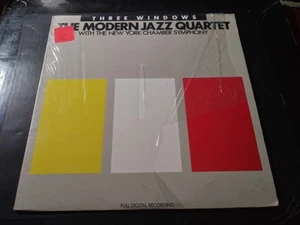 THREE WINDOWS
THE MODERN JAZZ QUARTET
WITH THE NEW YORK CHAMBER SYMPHONY
FULL DIGITAL RECORDING